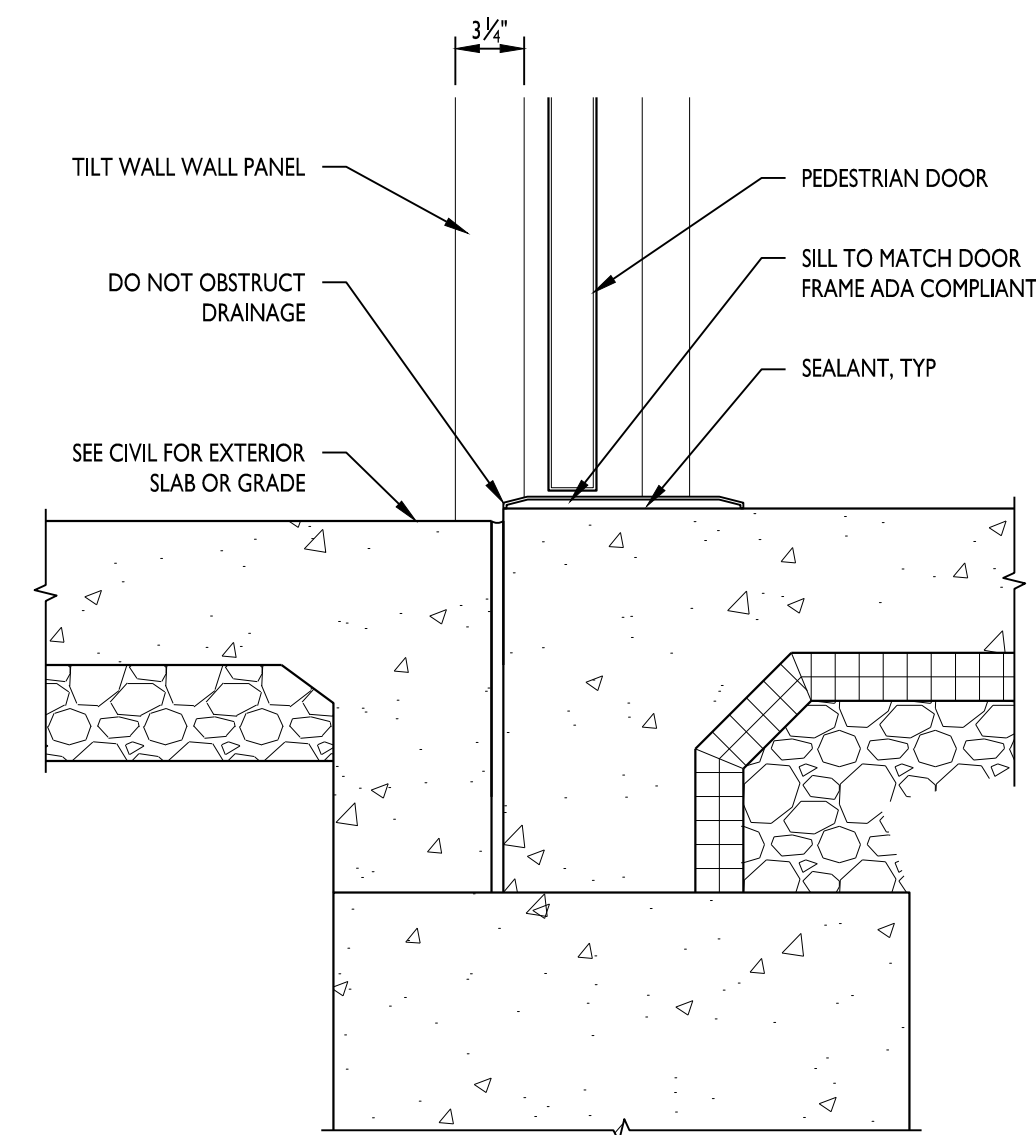 3¼"
TILT WALL WALL PANEL
PEDESTRIAN DOOR
DO NOT OBSTRUCT
DRAINAGE
SILL TO MATCH DOOR
FRAME ADA COMPLIANT
SEALANT, TYP
SEE CIVIL FOR EXTERIOR
SLAB OR GRADE